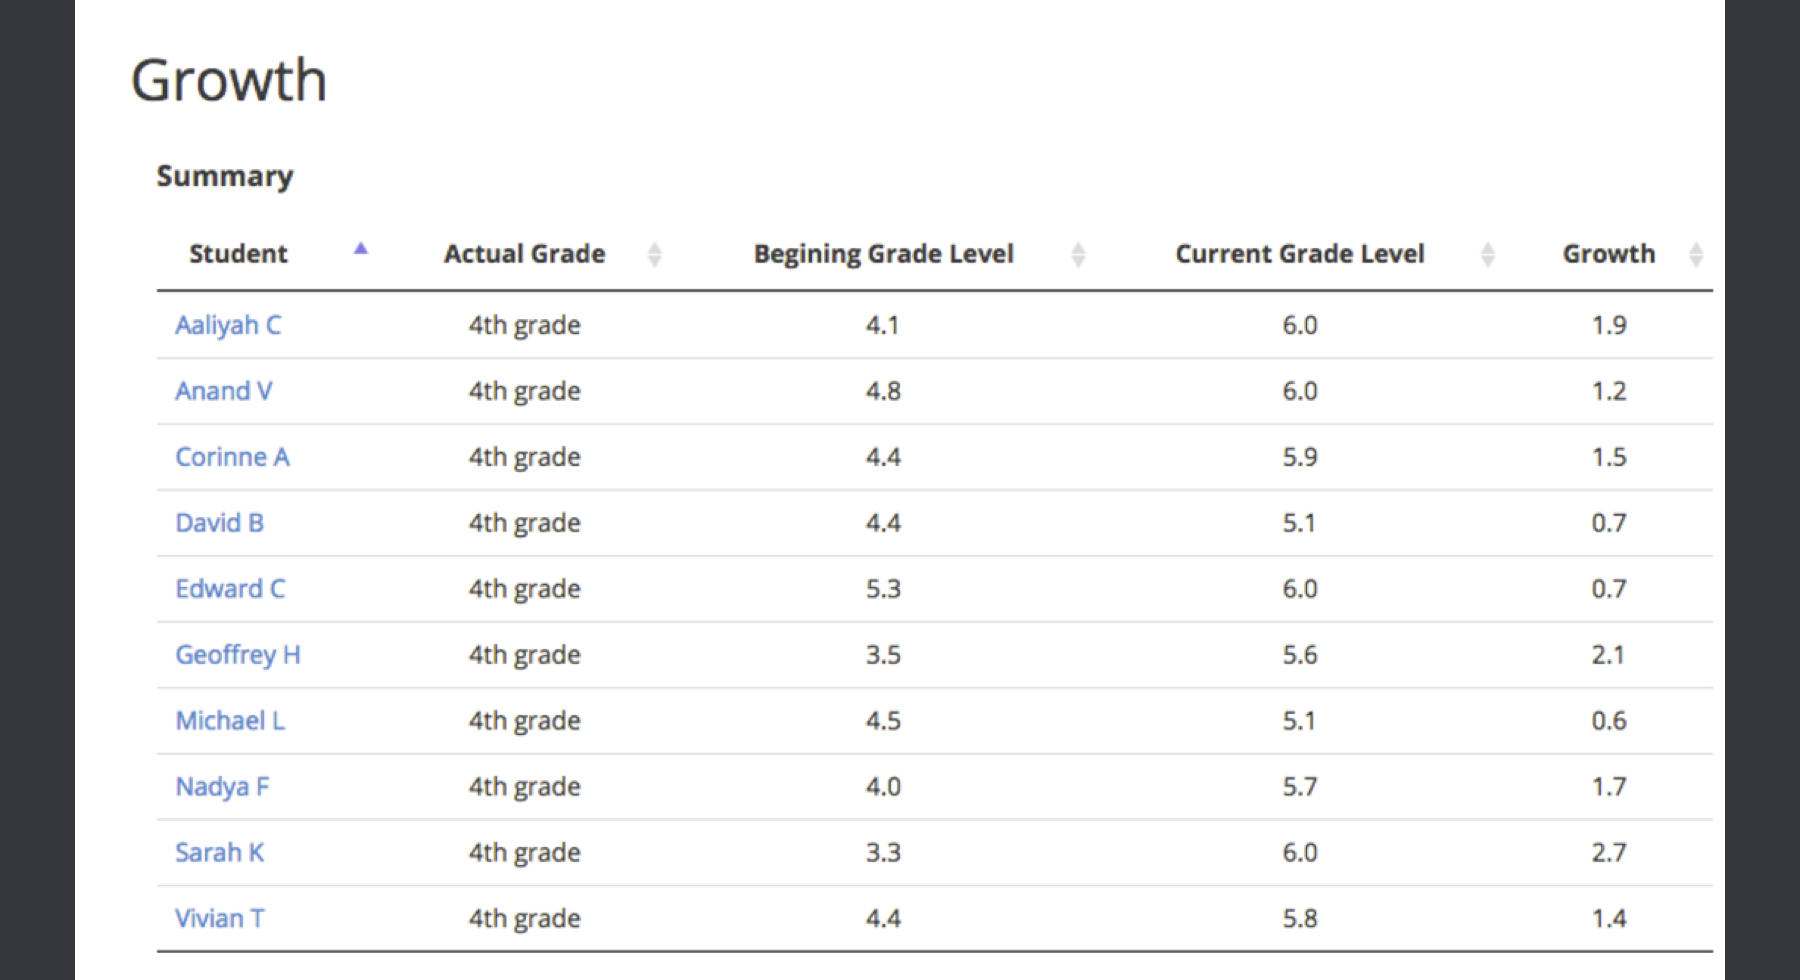 Growth
Summary
Student Actual Grade Begining Grade Level Current Grade Level Growth
Aaliyah C 4th grade 4.1 6.0 1.9
Anand V 4th grade 4.8 6.0 1.2
Corinne A 4th grade 4.4 5.9 1.5
David B 4th grade 4.4 5.1 0.7
Edward C 4th grade 5.3 6.0 0.7
Geoffrey H 4th grade 3.5 5.6 2.1
Michael L 4th grade 4.5 5.1 0.6
Nadya F 4th grade 4.0 5.7 1.7
Sarah K 4th grade 3.3 6.0 2.7
Vivian T 4th grade 4.4 5.8 1.4